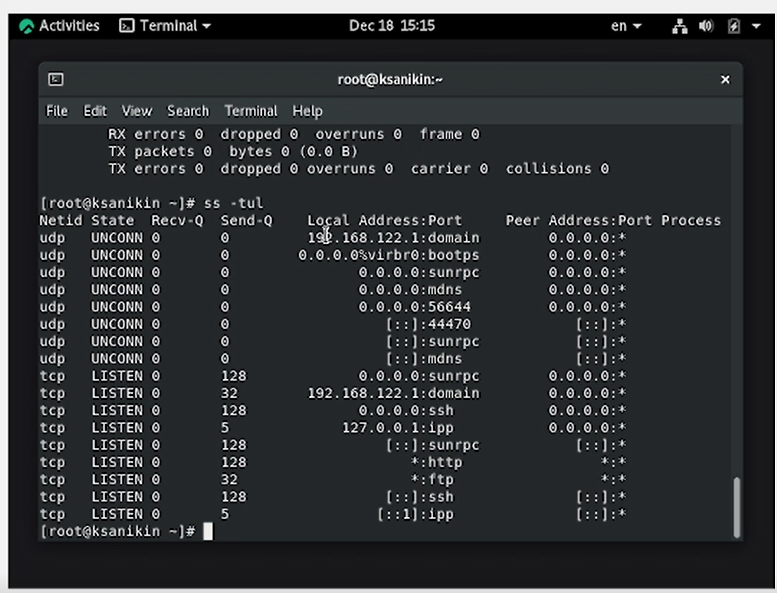 Activities Terminal Dec 18 15:15 en
root@ksanikin:~ ×
File Edit View Search Terminal Help
RX errors 0 dropped 0 overruns 0 frame 0
TX packets 0 bytes 0 (0.0 B)
TX errors 0 dropped 0 overruns 0 carrier 0 collisions 0
[root@ksanikin ~]# ss -tul
Netid State Recv-Q Send-Q Local Address:Port Peer Address:Port Process
udp UNCONN 0 0 192.168.122.1:domain 0.0.0.0:*
udp UNCONN 0 0 0.0.0.0%virbr0:bootps 0.0.0.0:*
udp UNCONN 0 0 0.0.0.0:sunrpc 0.0.0.0:*
udp UNCONN 0 0 0.0.0.0:mdns 0.0.0.0:*
udp UNCONN 0 0 0.0.0.0:56644 0.0.0.0:*
udp UNCONN 0 0 [::]:44470 [::]:*
udp UNCONN 0 0 [::]:sunrpc [::]:*
udp UNCONN 0 0 [::]:mdns [::]:*
tcp LISTEN 0 128 0.0.0.0:sunrpc 0.0.0.0:*
tcp LISTEN 0 32 192.168.122.1:domain 0.0.0.0:*
tcp LISTEN 0 128 0.0.0.0:ssh 0.0.0.0:*
tcp LISTEN 0 5 127.0.0.1:ipp 0.0.0.0:*
tcp LISTEN 0 128 [::]:sunrpc [::]:*
tcp LISTEN 0 128 *:http *:*
tcp LISTEN 0 32 *:ftp *:*
tcp LISTEN 0 128 [::]:ssh [::]:*
tcp LISTEN 0 5 [::1]:ipp [::]:*
[root@ksanikin ~]#